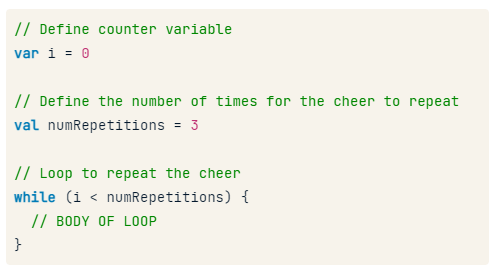 // Define counter variable
var i = 0
// Define the number of times for the cheer to repeat
val numRepetitions = 3
// Loop to repeat the cheer
while (i < numRepetitions) {
// BODY OF LOOP
}